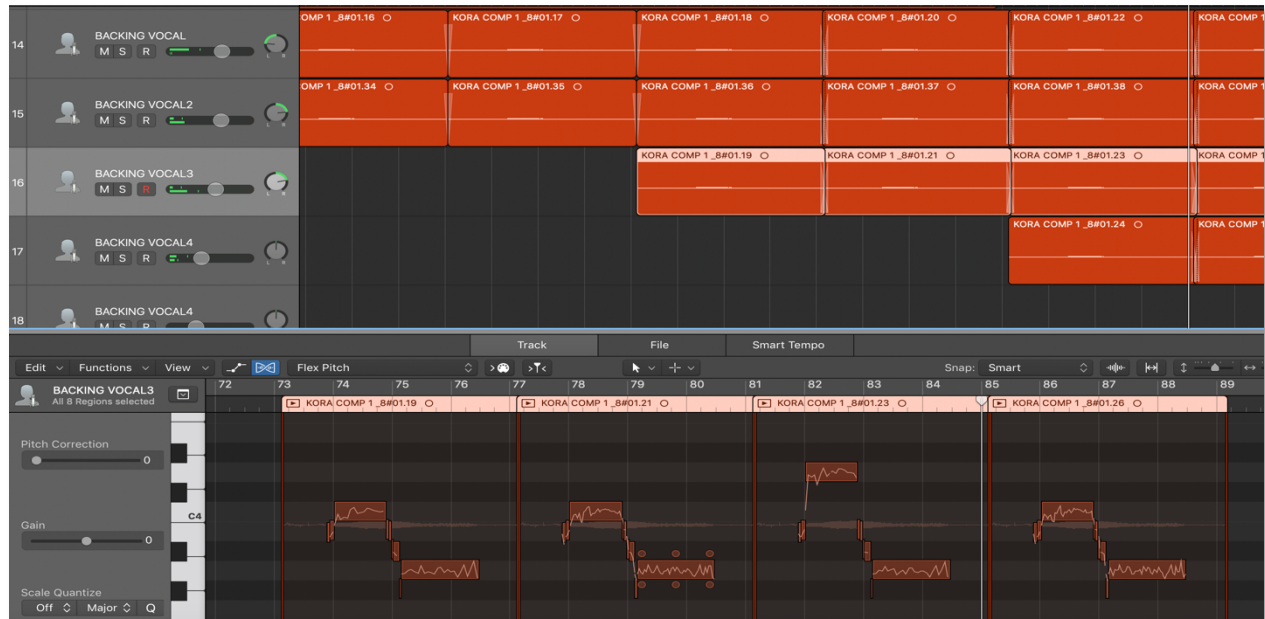 OMP 1 _8#01.16 KORA COMP 1 _8#01.17 KORA COMP 1 _8#01.18 KORA COMP 1 _8#01.20 KORA COMP 1 _8#01.22 KORA COMP 1
14 BACKING VOCAL
M S R
L R
OMP 1 _8#01.34 KORA COMP 1 _8#01.35 KORA COMP 1 _8#01.36 KORA COMP 1 _8#01.37 KORA COMP 1 _8#01.38 KORA COMP 1
15 BACKING VOCAL2
M S R
L R
KORA COMP 1 _8#01.19 KORA COMP 1 _8#01.21 KORA COMP 1 _8#01.23 KORA COMP 1
16 BACKING VOCAL3
M S R
L R
KORA COMP 1 _8#01.24 KORA COMP 1
17 BACKING VOCAL4
M S R
L R
18 BACKING VOCAL4
M S R
Track File Smart Tempo
Edit Functions View Flex Pitch Snap: Smart
BACKING VOCAL3
All 8 Regions selected
72 73 74 75 76 77 78 79 80 81 82 83 84 85 86 87 88 89
KORA COMP 1 _8#01.19 KORA COMP 1 _8#01.21 KORA COMP 1 _8#01.23 KORA COMP 1 _8#01.26
Pitch Correction
0
C4
Gain
0
Scale Quantize
Off Major Q